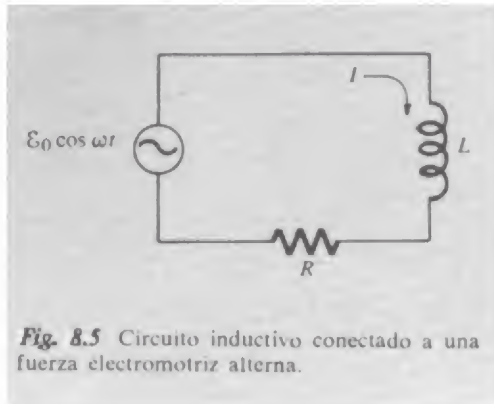 I
ℰ₀ cos ωt
L
R
Fig. 8.5 Circuito inductivo conectado a una
fuerza electromotriz alterna.